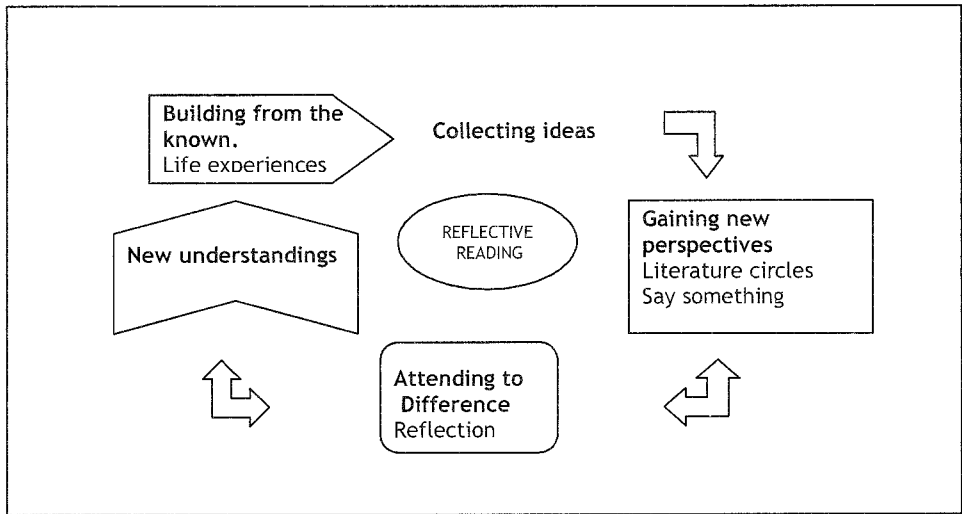 Building from the
known.
Life experiences
Collecting ideas
Gaining new
perspectives
Literature circles
Say something
REFLECTIVE
READING
New understandings
Attending to
Difference
Reflection